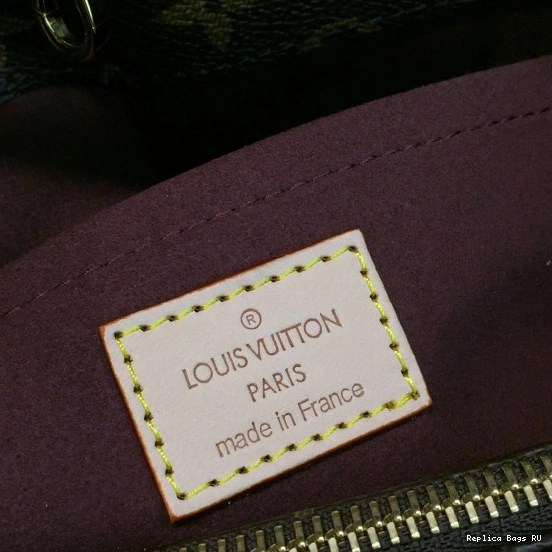 ®
LOUIS VUITTON
PARIS
made in France
Replica Bags RU